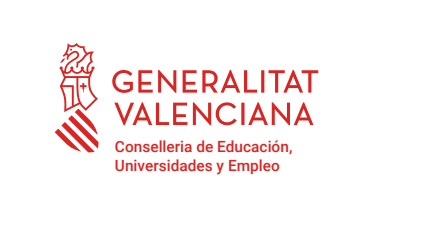 GENERALITAT
VALENCIANA
Conselleria de Educación,
Universidades y Empleo